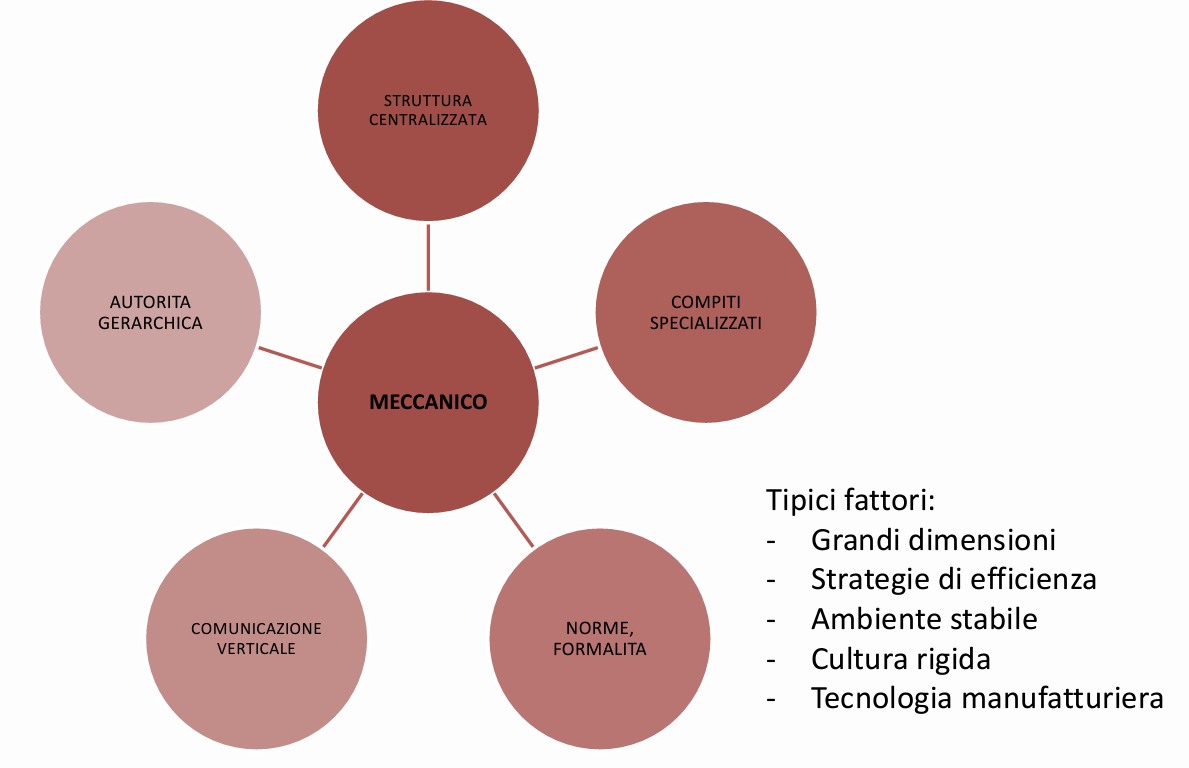 STRUTTURA
CENTRALIZZATA
AUTORITA
GERARCHICA
COMPITI
SPECIALIZZATI
MECCANICO
COMUNICAZIONE
VERTICALE
NORME,
FORMALITA
Tipici fattori:
- Grandi dimensioni
- Strategie di efficienza
- Ambiente stabile
- Cultura rigida
- Tecnologia manufatturiera